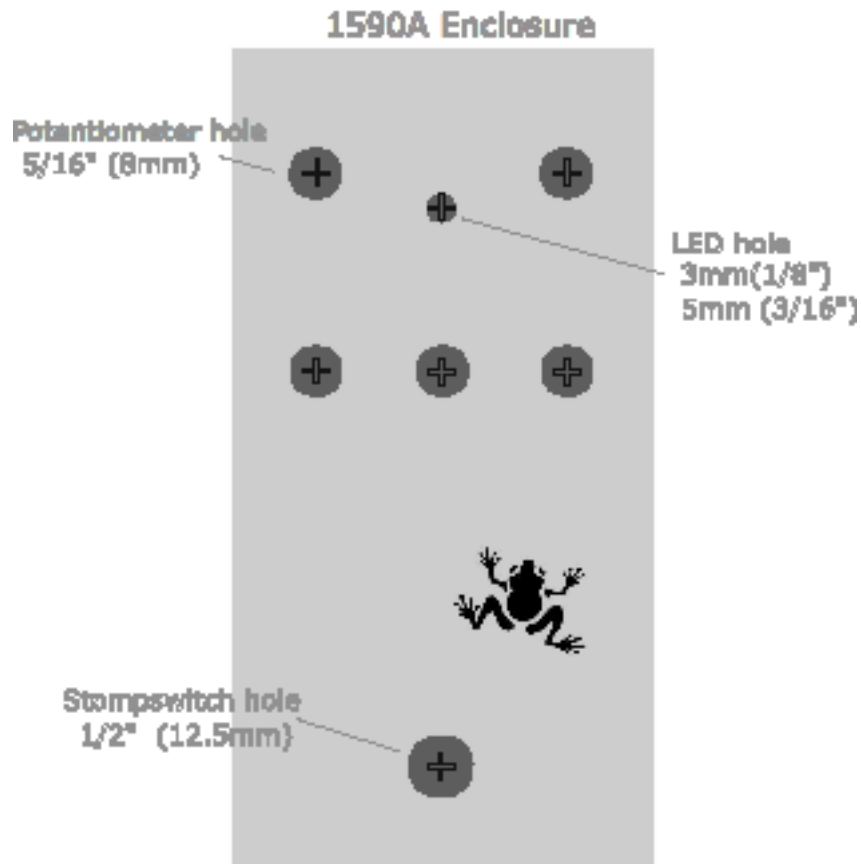 1590A Enclosure
Potentiometer hole
5/16" (8mm)
LED hole
3mm(1/8")
5mm (3/16")
Stompswitch hole
1/2" (12.5mm)